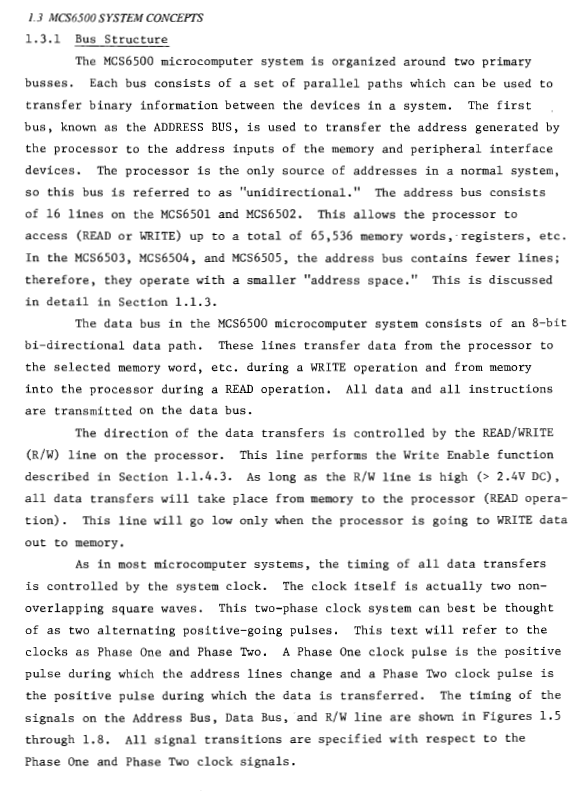 1.3 MCS6500 SYSTEM CONCEPTS
1.3.1 Bus Structure
The MCS6500 microcomputer system is organized around two primary
busses. Each bus consists of a set of parallel paths which can be used to
transfer binary information between the devices in a system. The first
bus, known as the ADDRESS BUS, is used to transfer the address generated by
the processor to the address inputs of the memory and peripheral interface
devices. The processor is the only source of addresses in a normal system,
so this bus is referred to as "unidirectional." The address bus consists
of 16 lines on the MCS6501 and MCS6502. This allows the processor to
access (READ or WRITE) up to a total of 65,536 memory words, registers, etc.
In the MCS6503, MCS6504, and MCS6505, the address bus contains fewer lines;
therefore, they operate with a smaller "address space." This is discussed
in detail in Section 1.1.3.
The data bus in the MCS6500 microcomputer system consists of an 8-bit
bi-directional data path. These lines transfer data from the processor to
the selected memory word, etc. during a WRITE operation and from memory
into the processor during a READ operation. All data and all instructions
are transmitted on the data bus.
The direction of the data transfers is controlled by the READ/WRITE
(R/W) line on the processor. This line performs the Write Enable function
described in Section 1.1.4.3. As long as the R/W line is high (> 2.4V DC),
all data transfers will take place from memory to the processor (READ opera-
tion). This line will go low only when the processor is going to WRITE data
out to memory.
As in most microcomputer systems, the timing of all data transfers
is controlled by the system clock. The clock itself is actually two non-
overlapping square waves. This two-phase clock system can best be thought
of as two alternating positive-going pulses. This text will refer to the
clocks as Phase One and Phase Two. A Phase One clock pulse is the positive
pulse during which the address lines change and a Phase Two clock pulse is
the positive pulse during which the data is transferred. The timing of the
signals on the Address Bus, Data Bus, and R/W line are shown in Figures 1.5
through 1.8. All signal transitions are specified with respect to the
Phase One and Phase Two clock signals.